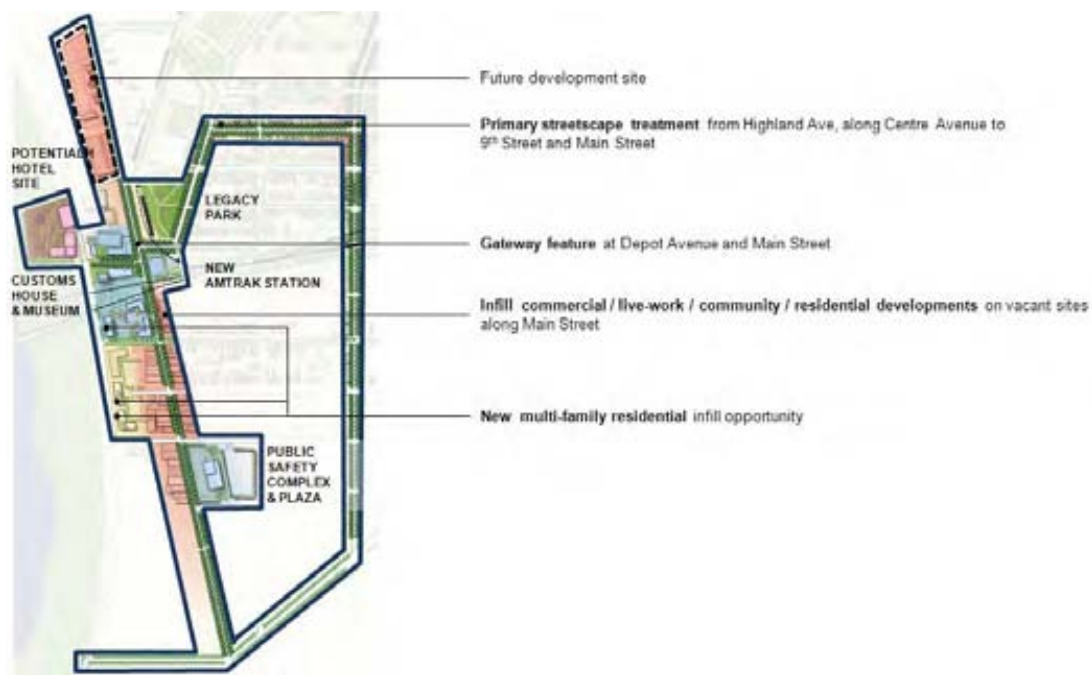 Future development site
Primary streetscape treatment from Highland Ave, along Centre Avenue to
9th Street and Main Street
POTENTIAL
HOTEL
SITE
LEGACY
PARK
Gateway feature at Depot Avenue and Main Street
NEW
AMTRAK STATION
CUSTOMS
HOUSE
& MUSEUM
Infill commercial / live-work / community / residential developments on vacant sites
along Main Street
New multi-family residential infill opportunity
PUBLIC
SAFETY
COMPLEX
& PLAZA